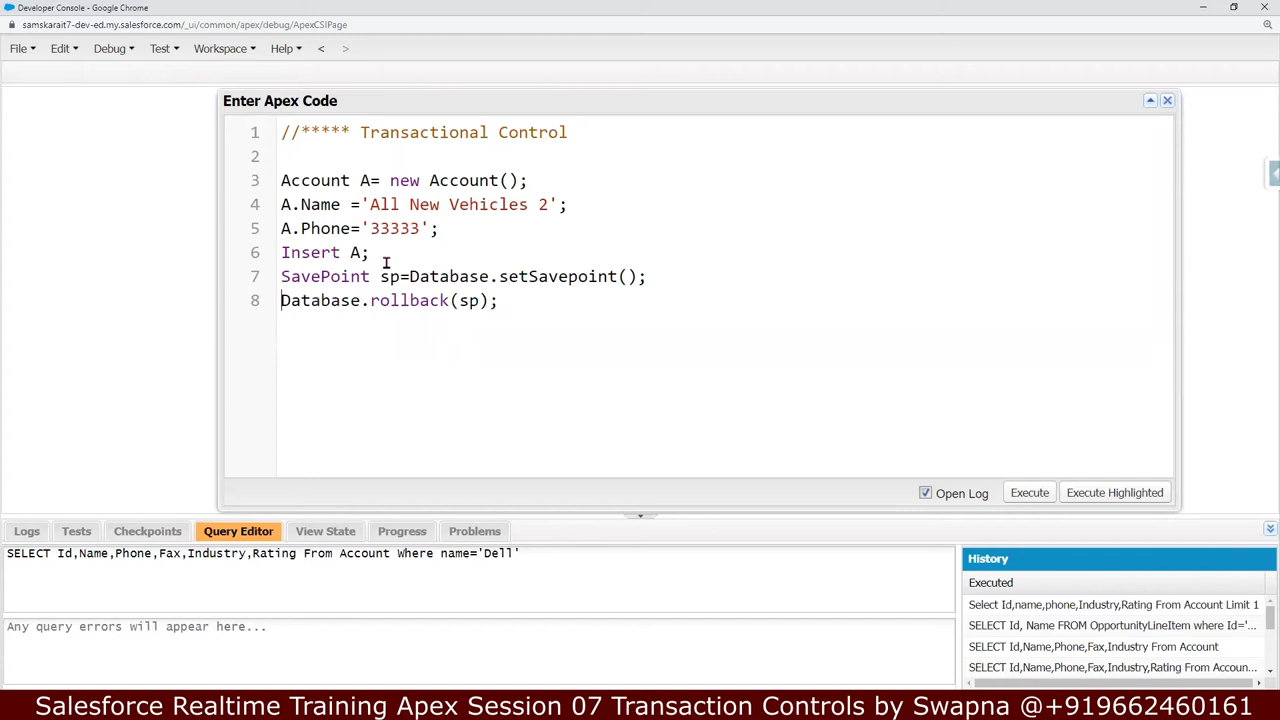 Developer Console - Google Chrome
samskarait7-dev-ed.my.salesforce.com/_ui/common/apex/debug/ApexCSIPage
File Edit Debug Test Workspace Help < >
Enter Apex Code
1 //***** Transactional Control
2
3 Account A= new Account();
4 A.Name ='All New Vehicles 2';
5 A.Phone='33333';
6 Insert A;
7 SavePoint sp=Database.setSavepoint();
8 Database.rollback(sp);
Open Log Execute Execute Highlighted
Logs Tests Checkpoints Query Editor View State Progress Problems
SELECT Id,Name,Phone,Fax,Industry,Rating From Account Where name='Dell'
Any query errors will appear here...
History
Executed
Select Id,name,phone,Industry,Rating From Account Limit 1
SELECT Id, Name FROM OpportunityLineItem where Id='...
SELECT Id,Name,Phone,Fax,Industry From Account
SELECT Id,Name,Phone,Fax,Industry,Rating From Accoun...
Salesforce Realtime Training Apex Session 07 Transaction Controls by Swapna @+919662460161